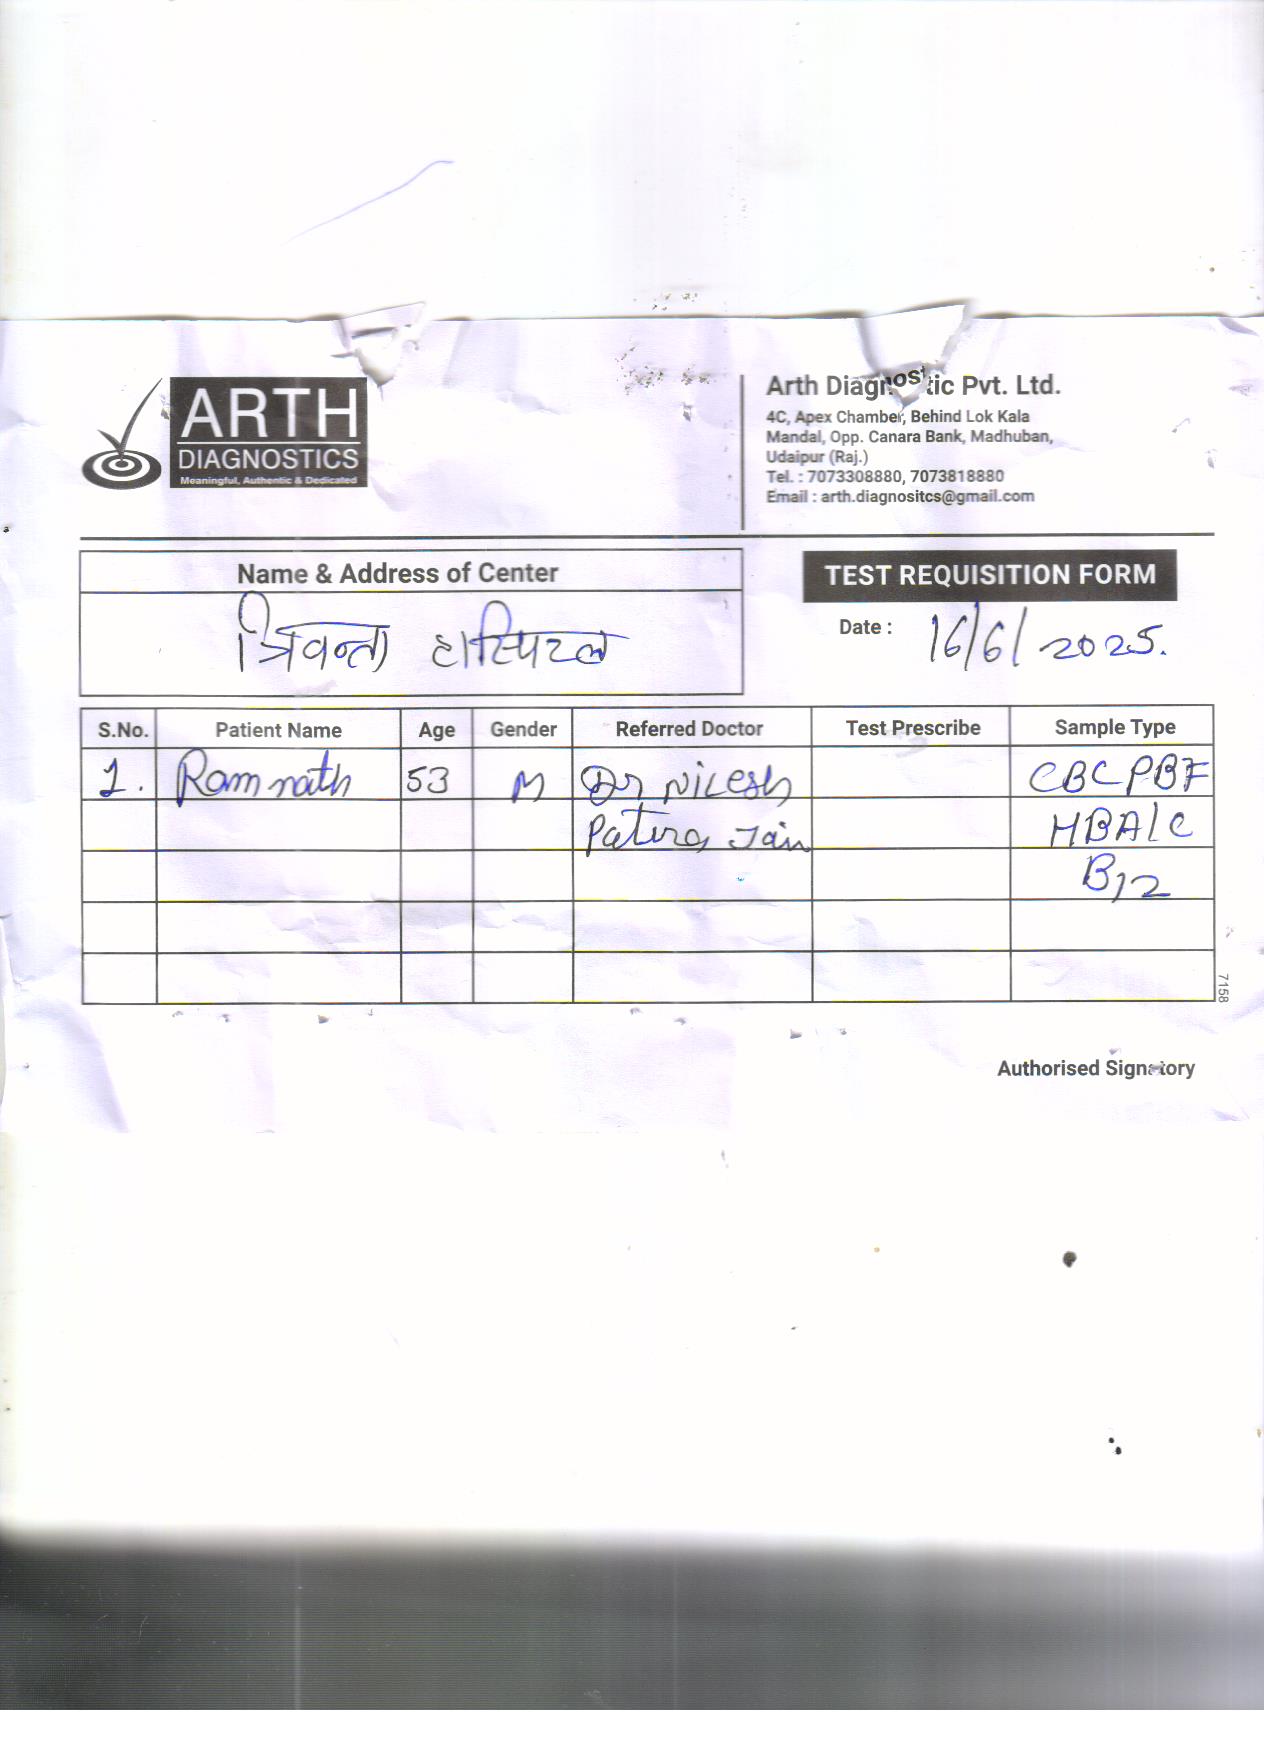 ARTH
DIAGNOSTICS
Meaningful, Authentic & Dedicated
Arth Diagnostic Pvt. Ltd.
4C, Apex Chamber, Behind Lok Kala
Mandal, Opp. Canara Bank, Madhuban,
Udaipur (Raj.)
Tel. : 7073308880, 7073818880
Email : arth.diagnositcs@gmail.com
Name & Address of Center
हास्पिटल
TEST REQUISITION FORM
Date : 16/6/2025.
S.No. Patient Name Age Gender Referred Doctor Test Prescribe Sample Type
1. Ramnath 53 M Dr Nilesh CBC PBF
Jain HBA1C
B12
7158
Authorised Signatory